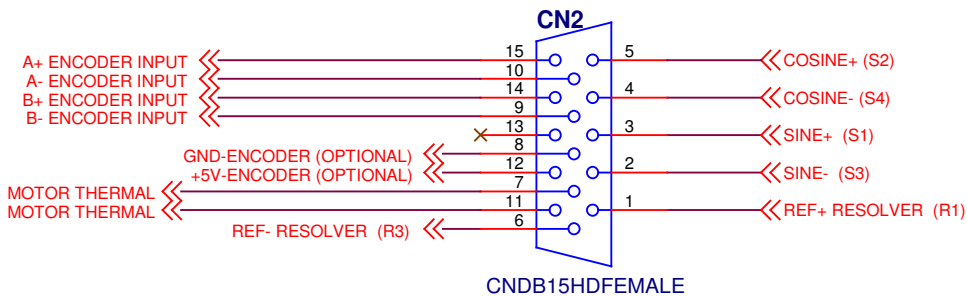 CN2
A+ ENCODER INPUT 15 5 COSINE+ (S2)
A- ENCODER INPUT 10
B+ ENCODER INPUT 14 4 COSINE- (S4)
B- ENCODER INPUT 9
13 3 SINE+ (S1)
GND-ENCODER (OPTIONAL) 8
+5V-ENCODER (OPTIONAL) 12 2 SINE- (S3)
MOTOR THERMAL 7
MOTOR THERMAL 11 1 REF+ RESOLVER (R1)
REF- RESOLVER (R3) 6
CNDB15HDFEMALE